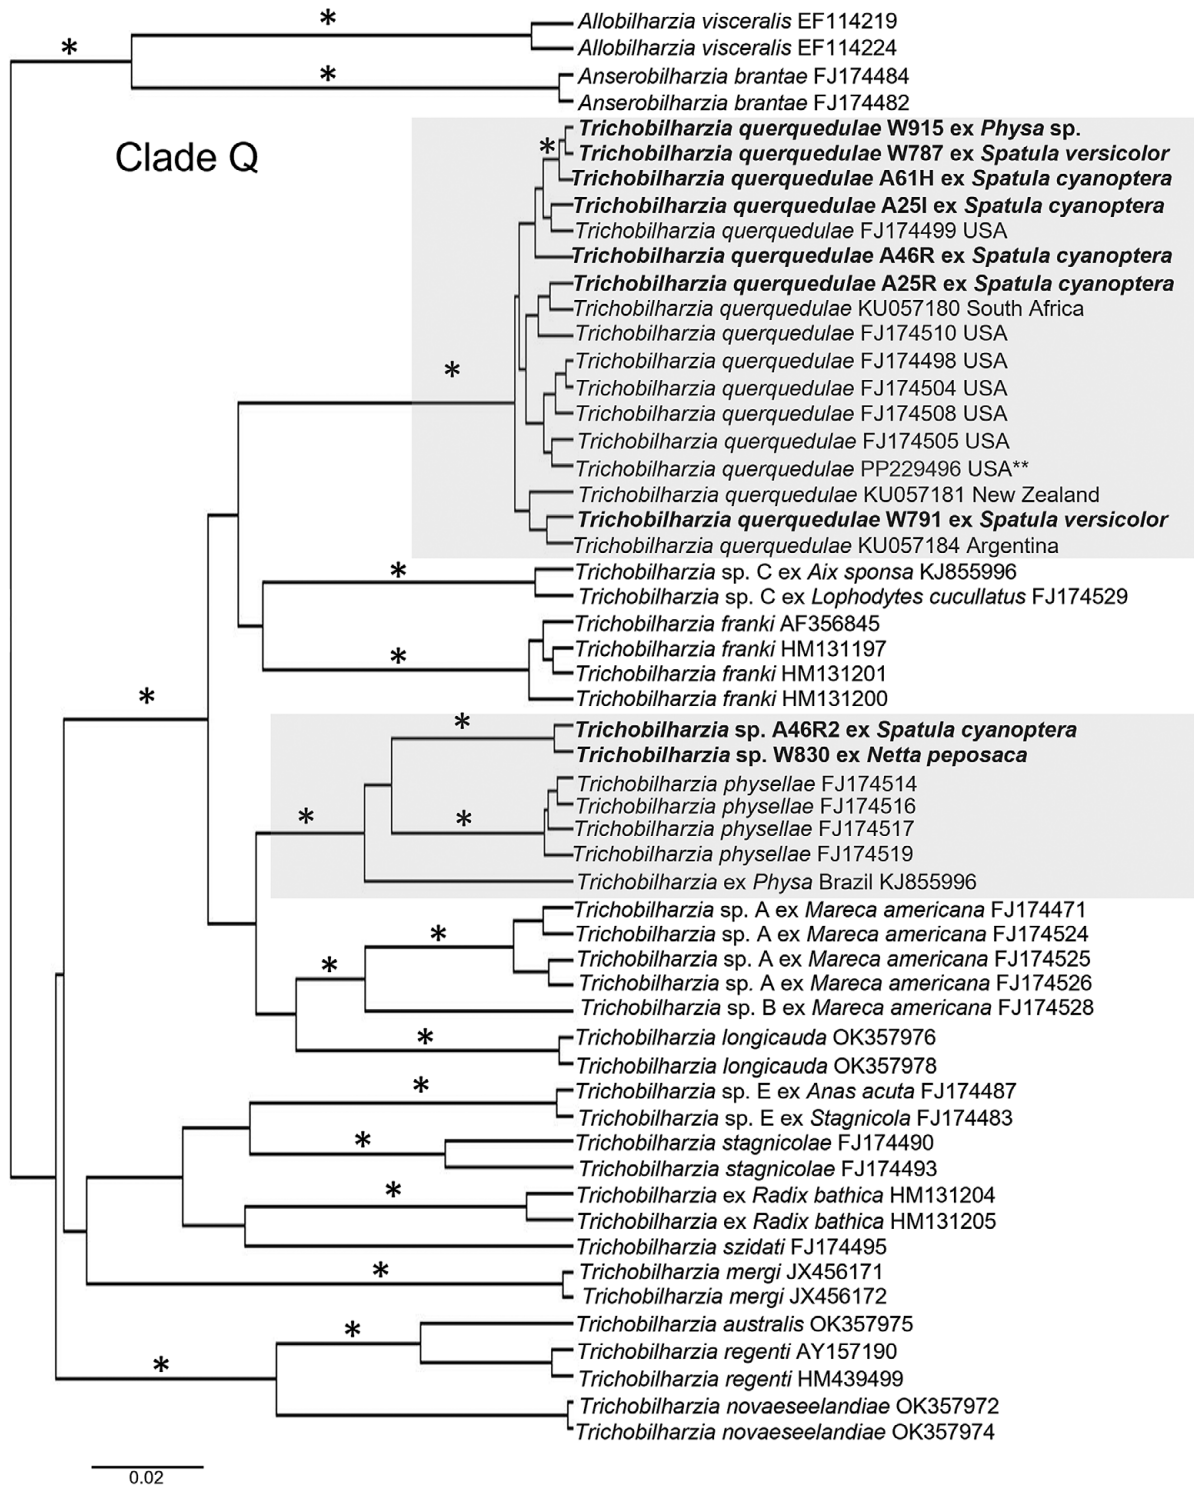 *
Allobilharzia visceralis EF114219
*
Allobilharzia visceralis EF114224
*
Anserobilharzia brantae FJ174484
Anserobilharzia brantae FJ174482
Clade Q
Trichobilharzia querquedulae W915 ex Physa sp.
*
Trichobilharzia querquedulae W787 ex Spatula versicolor
Trichobilharzia querquedulae A61H ex Spatula cyanoptera
Trichobilharzia querquedulae A25I ex Spatula cyanoptera
Trichobilharzia querquedulae FJ174499 USA
Trichobilharzia querquedulae A46R ex Spatula cyanoptera
Trichobilharzia querquedulae A25R ex Spatula cyanoptera
Trichobilharzia querquedulae KU057180 South Africa
Trichobilharzia querquedulae FJ174510 USA
Trichobilharzia querquedulae FJ174498 USA
*
Trichobilharzia querquedulae FJ174504 USA
Trichobilharzia querquedulae FJ174508 USA
Trichobilharzia querquedulae FJ174505 USA
Trichobilharzia querquedulae PP229496 USA**
Trichobilharzia querquedulae KU057181 New Zealand
Trichobilharzia querquedulae W791 ex Spatula versicolor
Trichobilharzia querquedulae KU057184 Argentina
*
Trichobilharzia sp. C ex Aix sponsa KJ855996
Trichobilharzia sp. C ex Lophodytes cucullatus FJ174529
Trichobilharzia franki AF356845
*
Trichobilharzia franki HM131197
Trichobilharzia franki HM131201
Trichobilharzia franki HM131200
*
*
Trichobilharzia sp. A46R2 ex Spatula cyanoptera
Trichobilharzia sp. W830 ex Netta peposaca
Trichobilharzia physellae FJ174514
Trichobilharzia physellae FJ174516
*
*
Trichobilharzia physellae FJ174517
Trichobilharzia physellae FJ174519
Trichobilharzia ex Physa Brazil KJ855996
Trichobilharzia sp. A ex Mareca americana FJ174471
*
Trichobilharzia sp. A ex Mareca americana FJ174524
*
Trichobilharzia sp. A ex Mareca americana FJ174525
Trichobilharzia sp. A ex Mareca americana FJ174526
Trichobilharzia sp. B ex Mareca americana FJ174528
*
Trichobilharzia longicauda OK357976
Trichobilharzia longicauda OK357978
*
Trichobilharzia sp. E ex Anas acuta FJ174487
Trichobilharzia sp. E ex Stagnicola FJ174483
*
Trichobilharzia stagnicolae FJ174490
Trichobilharzia stagnicolae FJ174493
*
Trichobilharzia ex Radix bathica HM131204
Trichobilharzia ex Radix bathica HM131205
Trichobilharzia szidati FJ174495
*
Trichobilharzia mergi JX456171
Trichobilharzia mergi JX456172
*
Trichobilharzia australis OK357975
*
Trichobilharzia regenti AY157190
Trichobilharzia regenti HM439499
Trichobilharzia novaeseelandiae OK357972
Trichobilharzia novaeseelandiae OK357974
0.02